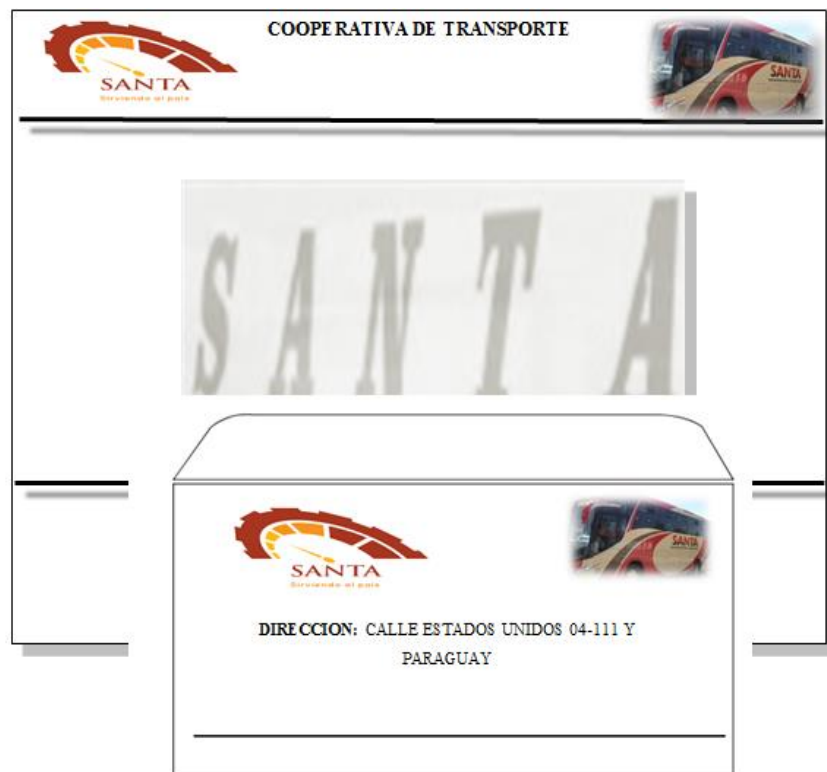 COOPERATIVA DE TRANSPORTE
SANTA
Sirviendo al país
SANTA
S A N T A
SANTA
Sirviendo al país
SANTA
DIRECCION: CALLE ESTADOS UNIDOS 04-111 Y
PARAGUAY